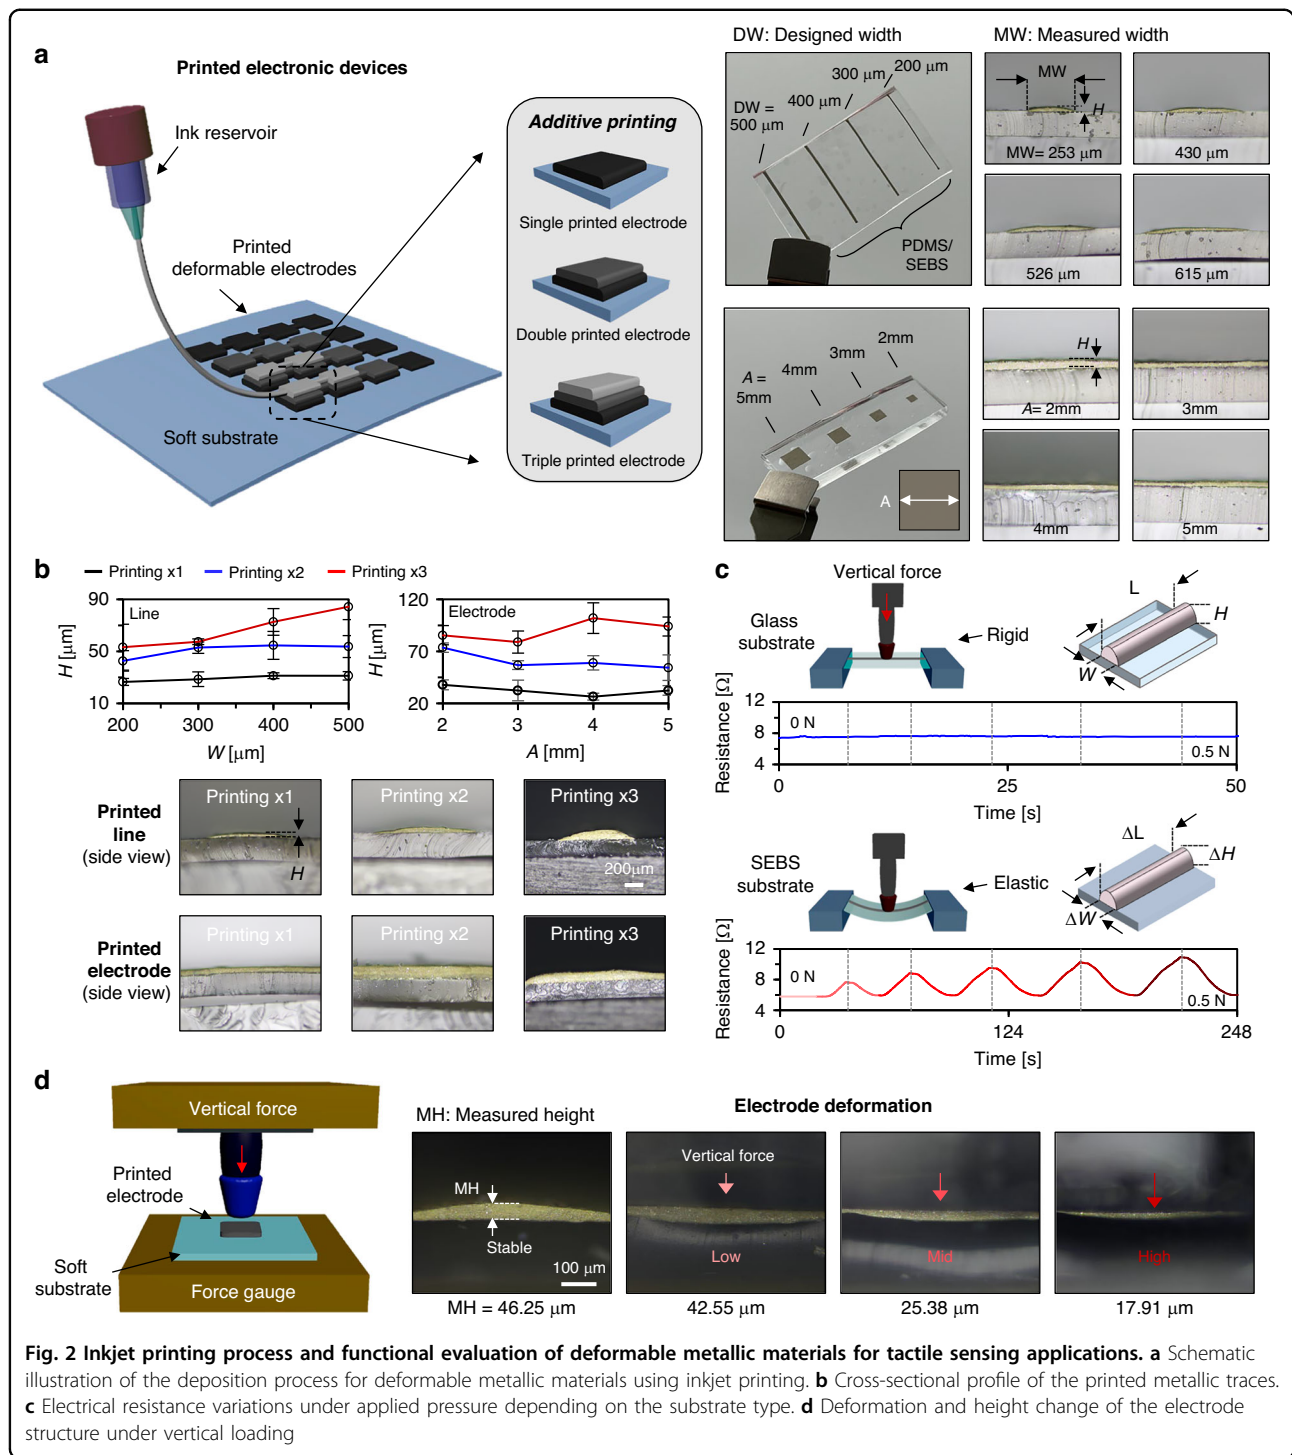 a
Printed electronic devices
Ink reservoir
Printed
deformable electrodes
Soft substrate
Additive printing
Single printed electrode
Double printed electrode
Triple printed electrode
DW: Designed width
MW: Measured width
200 μm
300 μm
400 μm
DW =
500 μm
PDMS/
SEBS
MW
H
MW= 253 μm
430 μm
526 μm
615 μm
2mm
3mm
4mm
A =
5mm
A
H
A= 2mm
3mm
4mm
5mm
b
Printing x1
Printing x2
Printing x3
Line
H [μm]
90
50
10
200
300
400
500
W [μm]
Electrode
H [μm]
120
70
20
2
3
4
5
A [mm]
Printed
line
(side view)
Printing x1
H
Printing x2
Printing x3
200μm
Printed
electrode
(side view)
Printing x1
Printing x2
Printing x3
c
Vertical force
Glass
substrate
Rigid
L
H
W
Resistance [Ω]
12
8
4
0 N
0.5 N
0
25
50
Time [s]
SEBS
substrate
Elastic
ΔL
ΔH
ΔW
Resistance [Ω]
12
8
4
0 N
0.5 N
0
124
248
Time [s]
d
Vertical force
Printed
electrode
Soft
substrate
Force gauge
MH: Measured height
Electrode deformation
MH
Stable
100 μm
Vertical force
Low
Mid
High
MH = 46.25 μm
42.55 μm
25.38 μm
17.91 μm
Fig. 2 Inkjet printing process and functional evaluation of deformable metallic materials for tactile sensing applications. a Schematic
illustration of the deposition process for deformable metallic materials using inkjet printing. b Cross-sectional profile of the printed metallic traces.
c Electrical resistance variations under applied pressure depending on the substrate type. d Deformation and height change of the electrode
structure under vertical loading